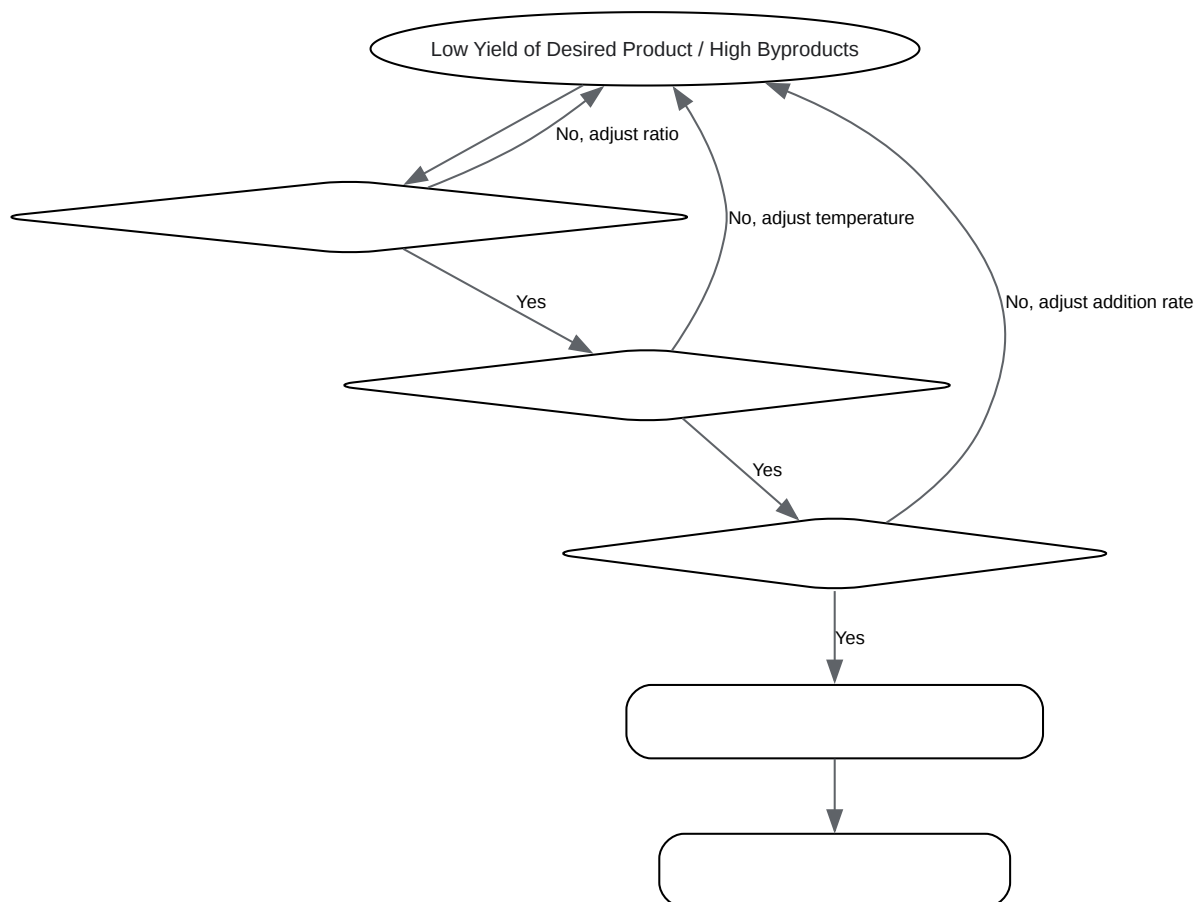 Low Yield of Desired Product / High Byproducts
No, adjust ratio
No, adjust temperature
Yes
No, adjust addition rate
Yes
Yes